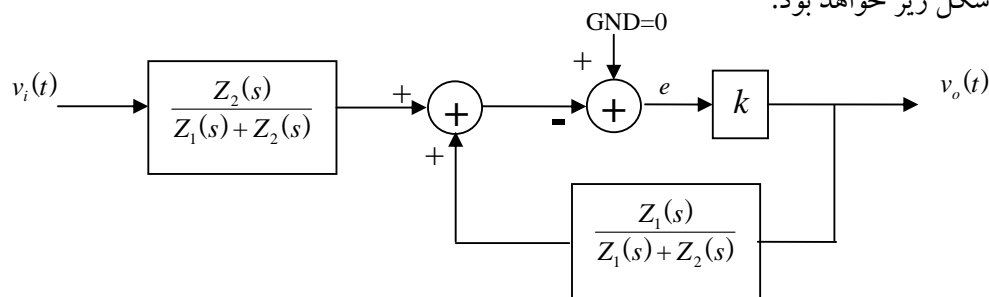 شکل زیر خواهد بود.
GND=0
+
v_i(t)
Z_2(s)
Z_1(s)+Z_2(s)
+
+
-
+
e
k
v_o(t)
+
Z_1(s)
Z_1(s)+Z_2(s)